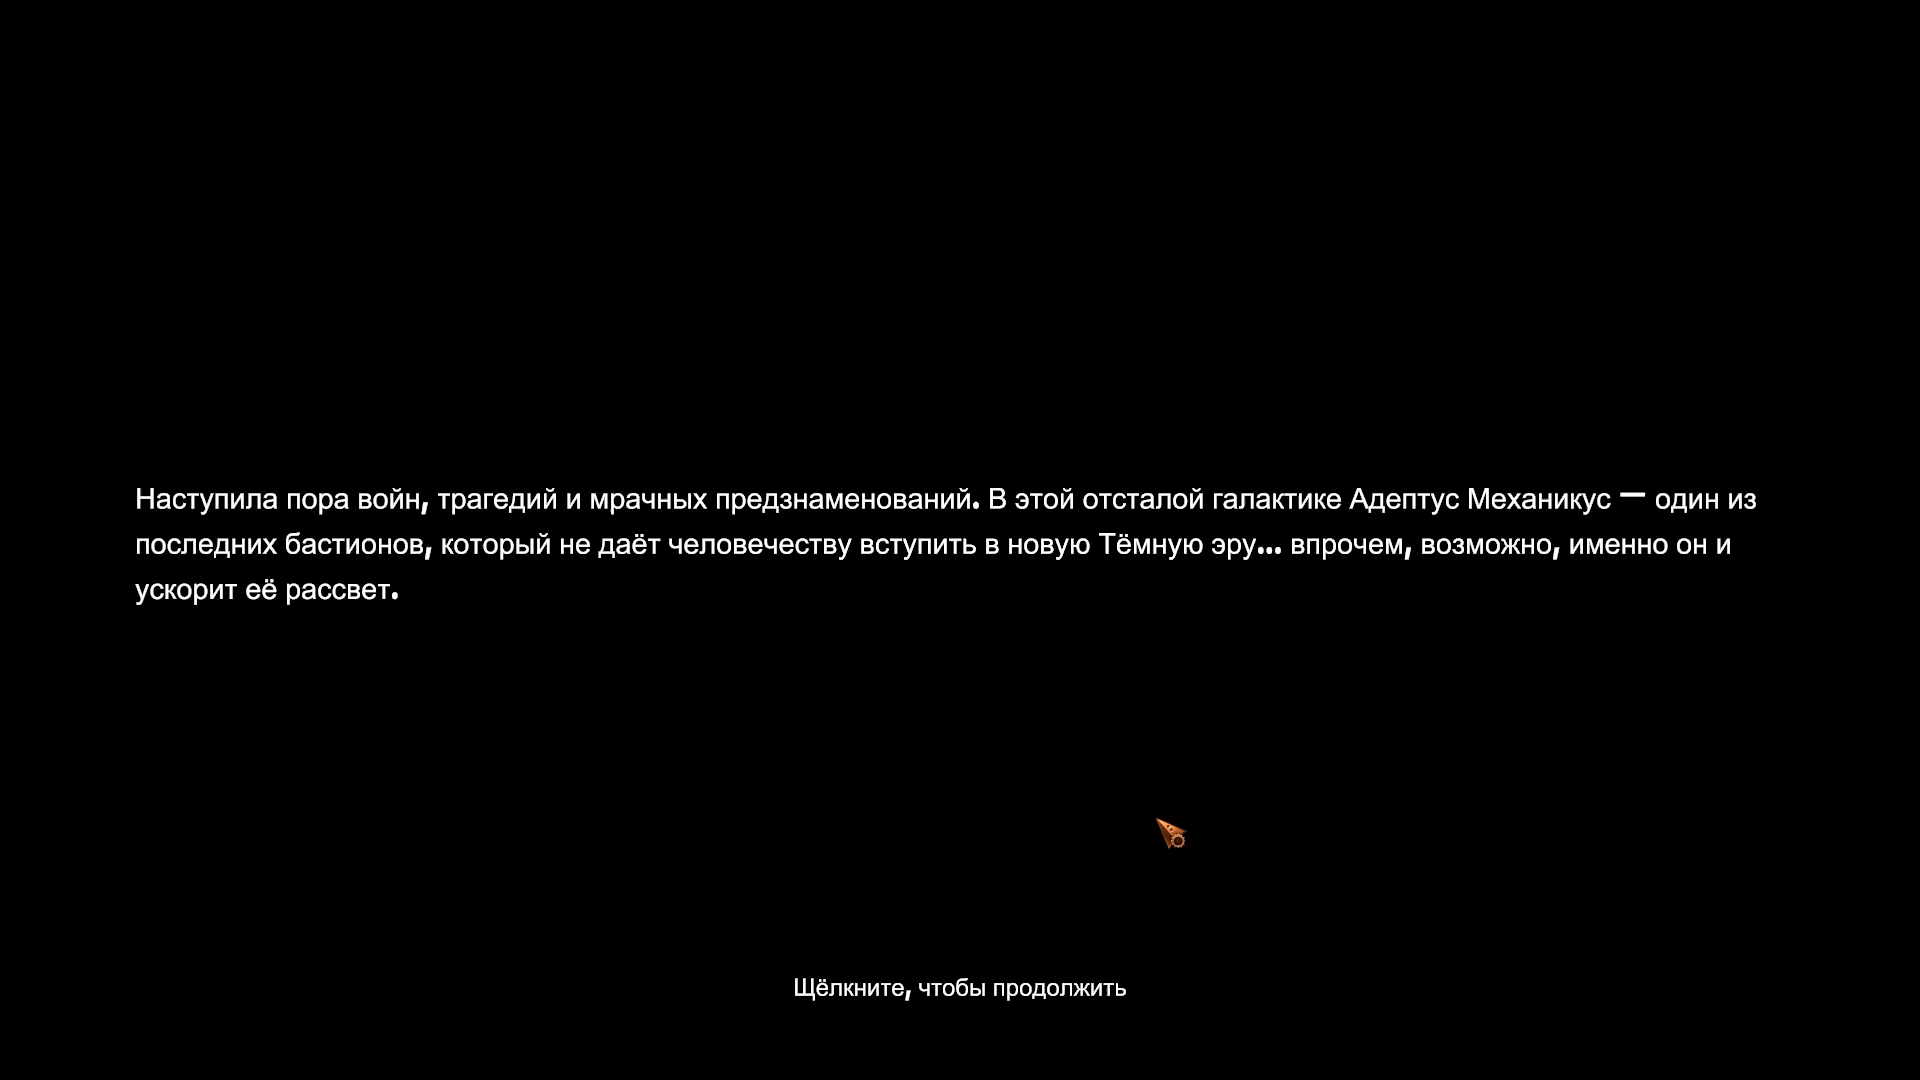 Наступила пора войн, трагедий и мрачных предзнаменований. В этой отсталой галактике Адептус Механикус — один из
последних бастионов, который не даёт человечеству вступить в новую Тёмную эру... впрочем, возможно, именно он и
ускорит её рассвет.
Щёлкните, чтобы продолжить